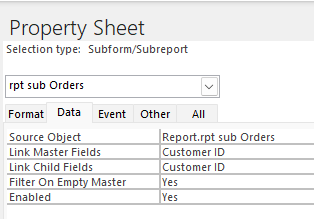 Property Sheet
Selection type: Subform/Subreport
rpt sub Orders
Format Data Event Other All
Source Object Report.rpt sub Orders
Link Master Fields Customer ID
Link Child Fields Customer ID
Filter On Empty Master Yes
Enabled Yes